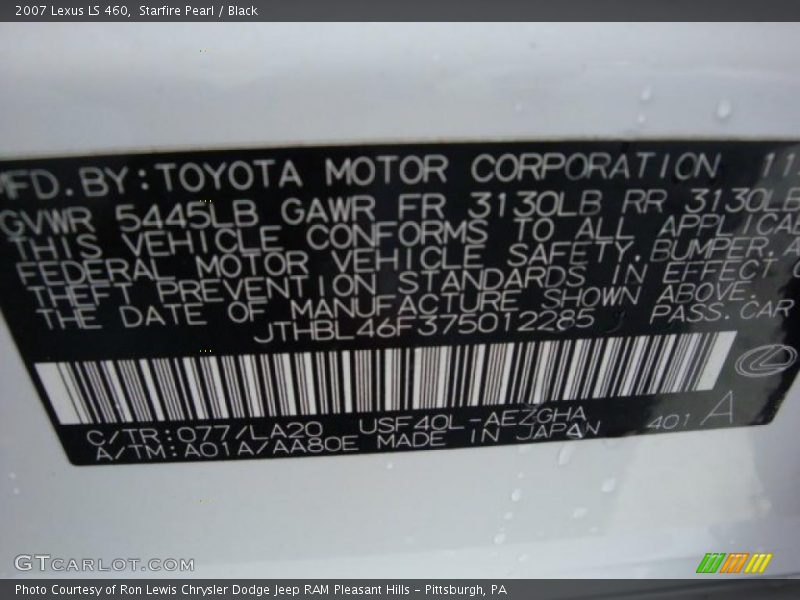 2007 Lexus LS 460, Starfire Pearl / Black
MFD.BY:TOYOTA MOTOR CORPORATION 11
GVWR 5445LB GAWR FR 3130LB RR 3130LB
THIS VEHICLE CONFORMS TO ALL
FEDERAL MOTOR VEHICLE SAFETY, BUMPER,
THEFT PREVENTION STANDARDS IN EFFECT
THE DATE OF MANUFACTURE SHOWN ABOVE.
JTHBL46F375012285 PASS.CAR
C/TR:077/LA20 USF40L-AEZGHA
A/TM:A01A/AA80E MADE IN JAPAN 401 A
GTCARLOT.COM
Photo Courtesy of Ron Lewis Chrysler Dodge Jeep RAM Pleasant Hills - Pittsburgh, PA